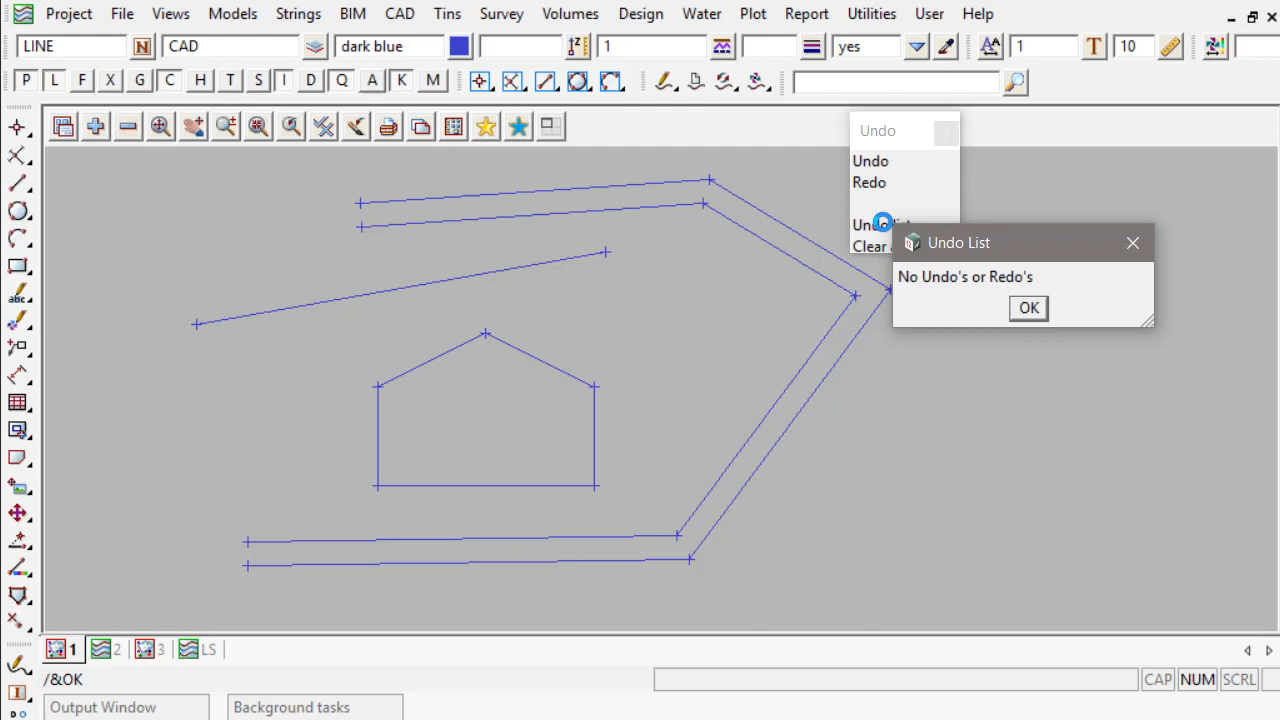 Project File Views Models Strings BIM CAD Tins Survey Volumes Design Water Plot Report Utilities User Help
LINE N CAD dark blue 1 yes 1 T 10
P L F X G C H T S I D Q A K M
Undo
Undo
Redo
Undo list
Clear a
Undo List
No Undo's or Redo's
OK
1 2 3 LS
/&OK CAP NUM SCRL
Output Window Background tasks